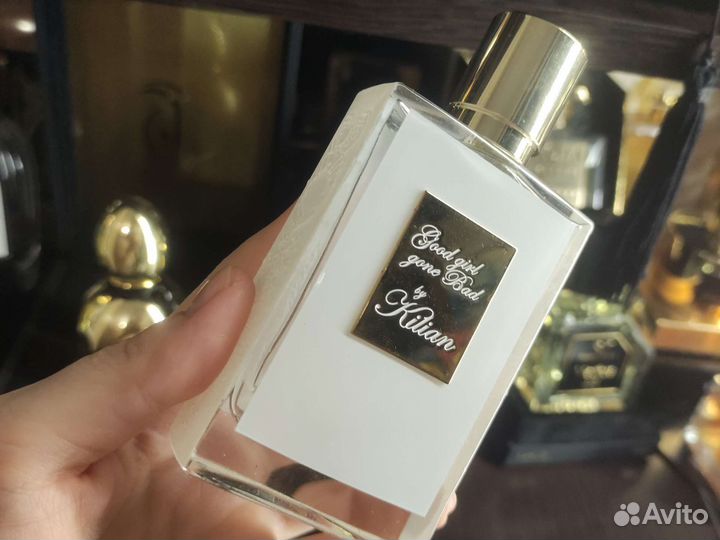 Good girl
gone Bad
by
Kilian
Avito